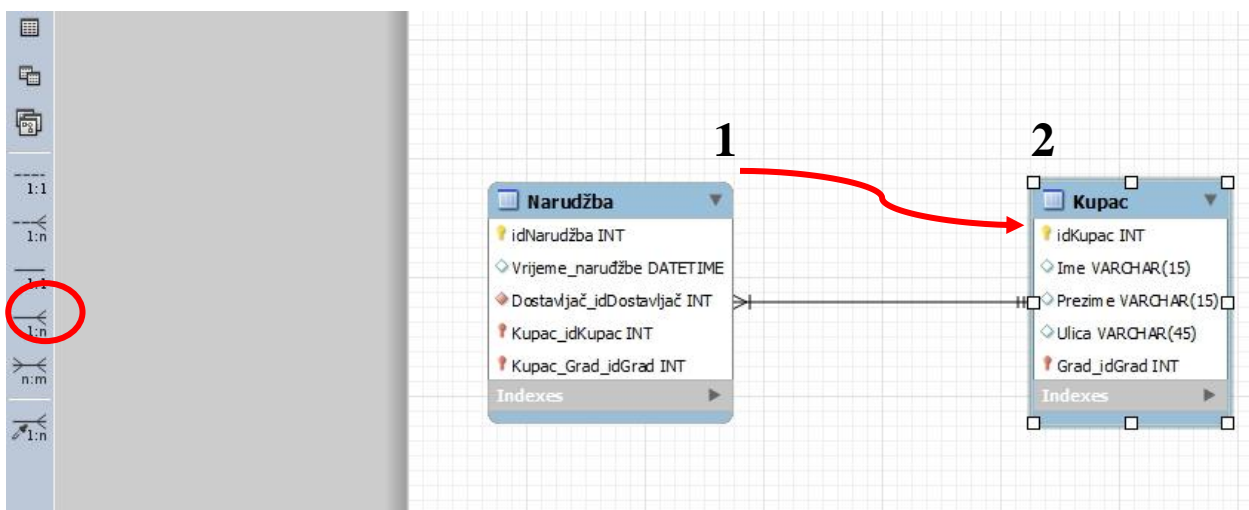 1:1
1:n
1:1
1:n
n:m
1:n
1
2
Narudžba
idNarudžba INT
Vrijeme_naruđžbe DATETIME
Dostavljač_idDostavljač INT
Kupac_idKupac INT
Kupac_Grad_idGrad INT
Indexes
Kupac
idKupac INT
Ime VARCHAR(15)
Prezime VARCHAR(15)
Ulica VARCHAR(45)
Grad_idGrad INT
Indexes